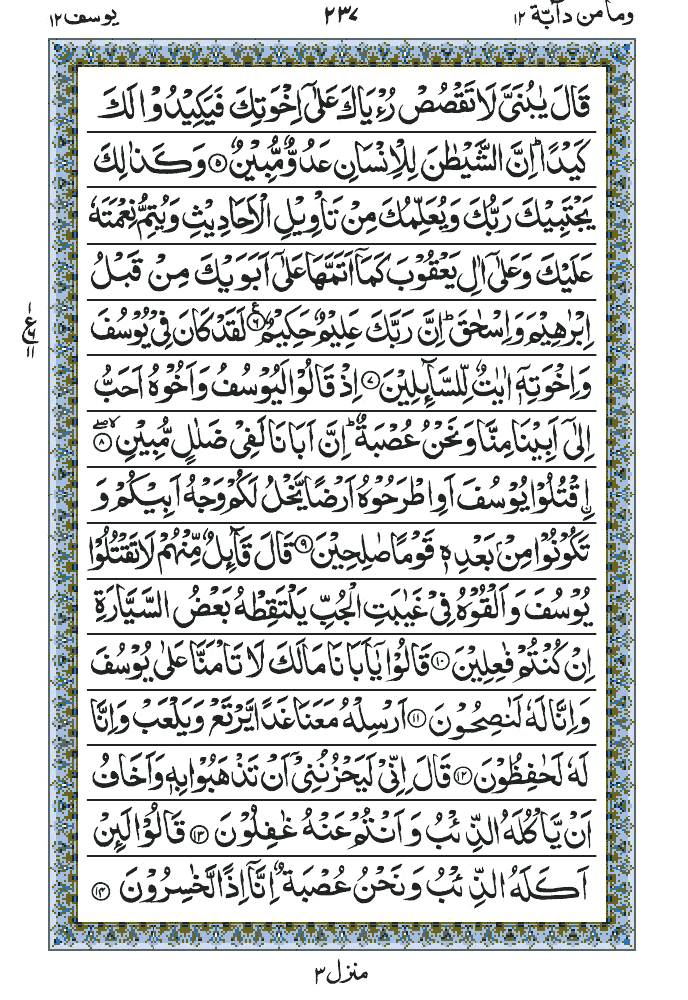 وما من دآبّة ١٢ ٢٣٧ يوسف ١٢
قَالَ يٰبُنَيَّ لَا تَقْصُصْ رُءْيَاكَ عَلٰۤى اِخْوَتِكَ فَيَكِيْدُوْا لَكَ
كَيْدًا ؕ اِنَّ الشَّيْطٰنَ لِلْاِنْسَانِ عَدُوٌّ مُّبِيْنٌ ۝٥ وَكَذٰلِكَ
يَجْتَبِيْكَ رَبُّكَ وَيُعَلِّمُكَ مِنْ تَاْوِيْلِ الْاَحَادِيْثِ وَيُتِمُّ نِعْمَتَهٗ
عَلَيْكَ وَعَلٰۤى اٰلِ يَعْقُوْبَ كَمَاۤ اَتَمَّهَا عَلٰۤى اَبَوَيْكَ مِنْ قَبْلُ
اِبْرٰهِيْمَ وَاِسْحٰقَ ؕ اِنَّ رَبَّكَ عَلِيْمٌ حَكِيْمٌ ۝٦ ع لَقَدْ كَانَ فِيْ يُوْسُفَ
وَاِخْوَتِهٖۤ اٰيٰتٌ لِّلسَّآئِلِيْنَ ۝٧ اِذْ قَالُوْا لَيُوْسُفُ وَاَخُوْهُ اَحَبُّ
اِلٰۤى اَبِيْنَا مِنَّا وَنَحْنُ عُصْبَةٌ ؕ اِنَّ اَبَانَا لَفِيْ ضَلٰلٍ مُّبِيْنِ ۝٨
اۨقْتُلُوْا يُوْسُفَ اَوِ اطْرَحُوْهُ اَرْضًا يَّخْلُ لَكُمْ وَجْهُ اَبِيْكُمْ وَ
تَكُوْنُوْا مِنْۢ بَعْدِهٖ قَوْمًا صٰلِحِيْنَ ۝٩ قَالَ قَآئِلٌ مِّنْهُمْ لَا تَقْتُلُوْا
يُوْسُفَ وَاَلْقُوْهُ فِيْ غَيٰبَتِ الْجُبِّ يَلْتَقِطْهُ بَعْضُ السَّيَّارَةِ
اِنْ كُنْتُمْ فٰعِلِيْنَ ۝١٠ قَالُوْا يٰۤاَبَانَا مَا لَكَ لَا تَاْمَنَّا عَلٰى يُوْسُفَ
وَاِنَّا لَهٗ لَنٰصِحُوْنَ ۝١١ اَرْسِلْهُ مَعَنَا غَدًا يَّرْتَعْ وَيَلْعَبْ وَاِنَّا
لَهٗ لَحٰفِظُوْنَ ۝١٢ قَالَ اِنِّيْ لَيَحْزُنُنِيْۤ اَنْ تَذْهَبُوْا بِهٖ وَاَخَافُ
اَنْ يَّاْكُلَهُ الذِّئْبُ وَاَنْتُمْ عَنْهُ غٰفِلُوْنَ ۝١٣ قَالُوْا لَئِنْ
اَكَلَهُ الذِّئْبُ وَنَحْنُ عُصْبَةٌ اِنَّاۤ اِذًا لَّخٰسِرُوْنَ ۝١٤
منزل ٣